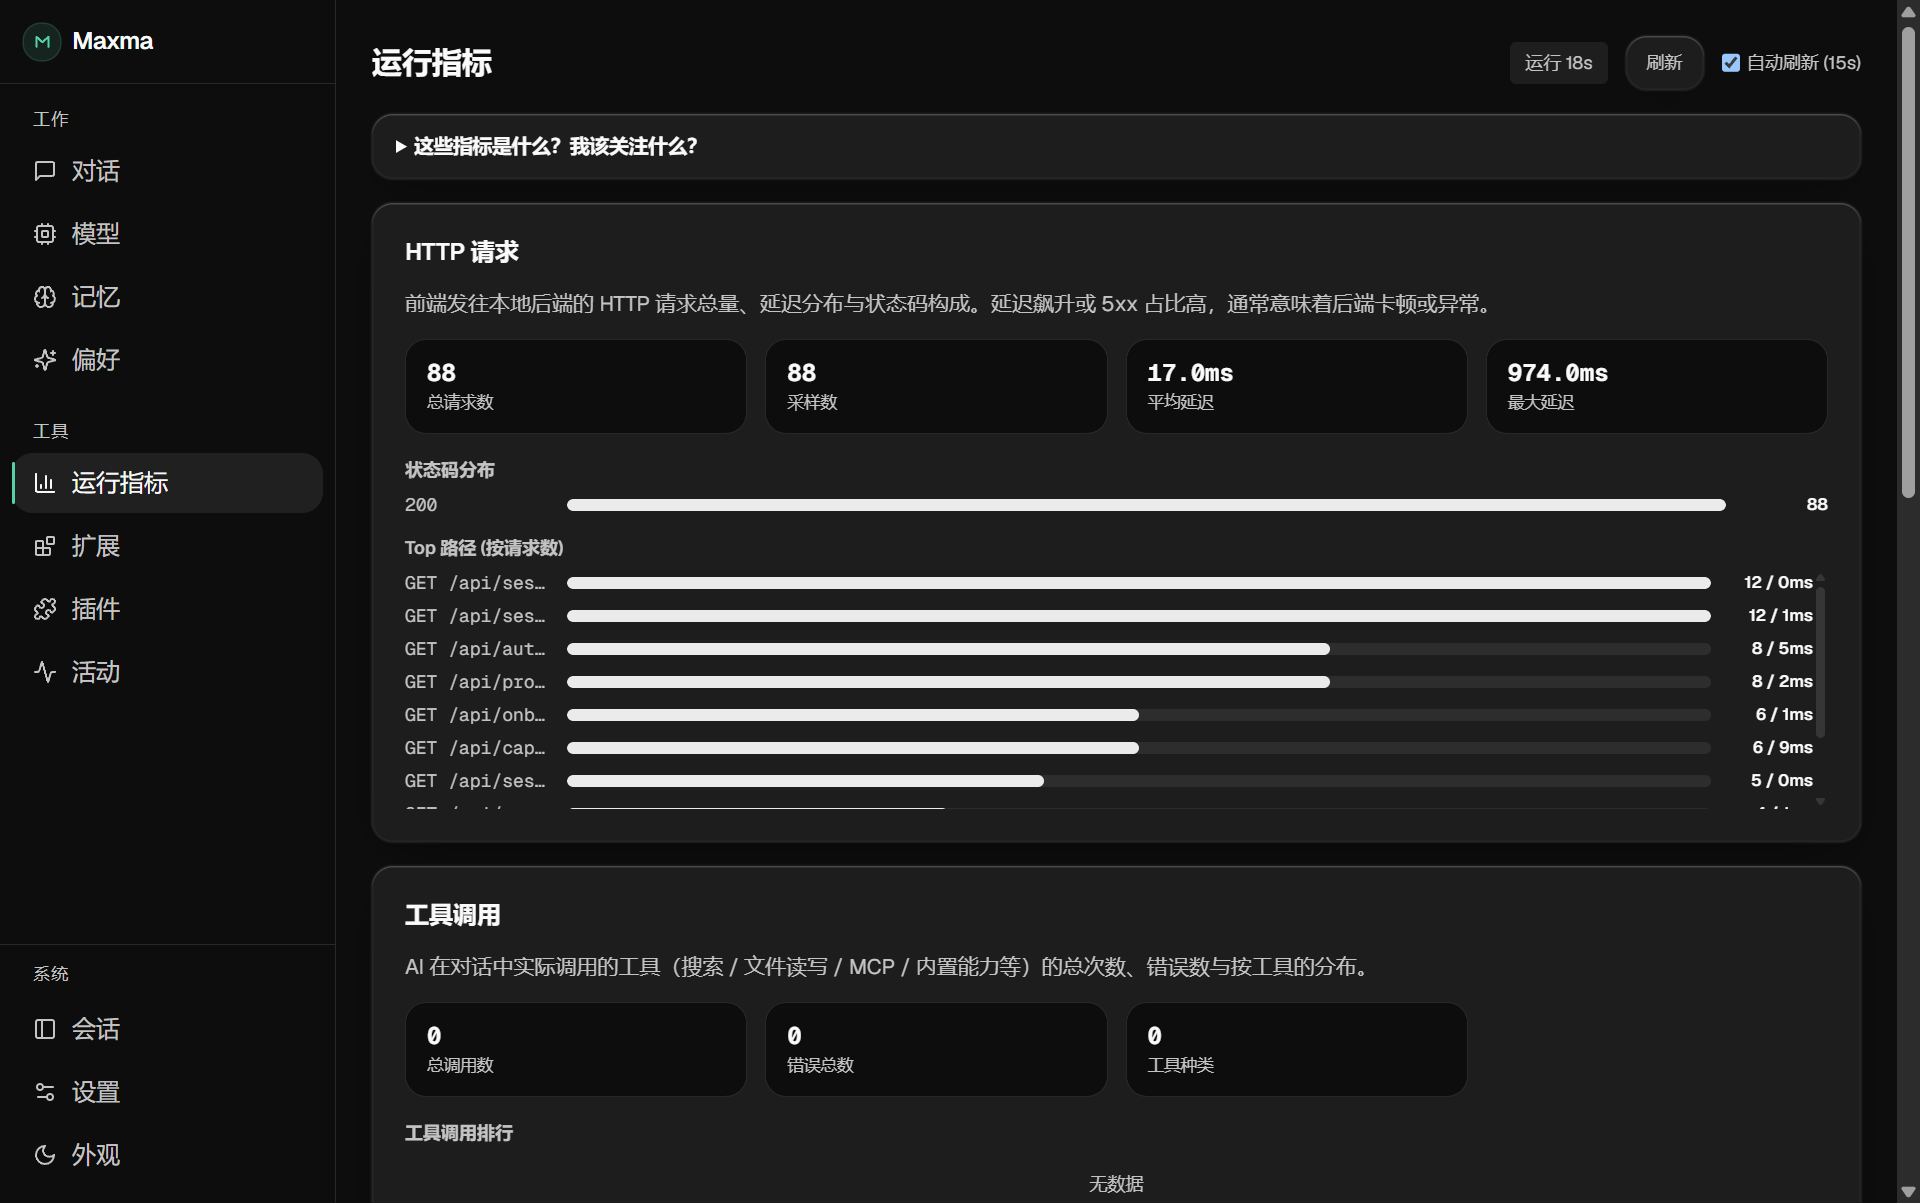 Maxma
工作
对话
模型
记忆
偏好
工具
运行指标
扩展
插件
活动
系统
会话
设置
外观
运行指标
运行 18s
刷新
自动刷新 (15s)
这些指标是什么？我该关注什么？
HTTP 请求
前端发往本地后端的 HTTP 请求总量、延迟分布与状态码构成。延迟飙升或 5xx 占比高，通常意味着后端卡顿或异常。
88
总请求数
88
采样数
17.0ms
平均延迟
974.0ms
最大延迟
状态码分布
200 88
Top 路径 (按请求数)
GET /api/ses… 12 / 0ms
GET /api/ses… 12 / 1ms
GET /api/aut… 8 / 5ms
GET /api/pro… 8 / 2ms
GET /api/onb… 6 / 1ms
GET /api/cap… 6 / 9ms
GET /api/ses… 5 / 0ms
工具调用
AI 在对话中实际调用的工具（搜索 / 文件读写 / MCP / 内置能力等）的总次数、错误数与按工具的分布。
0
总调用数
0
错误总数
0
工具种类
工具调用排行
无数据